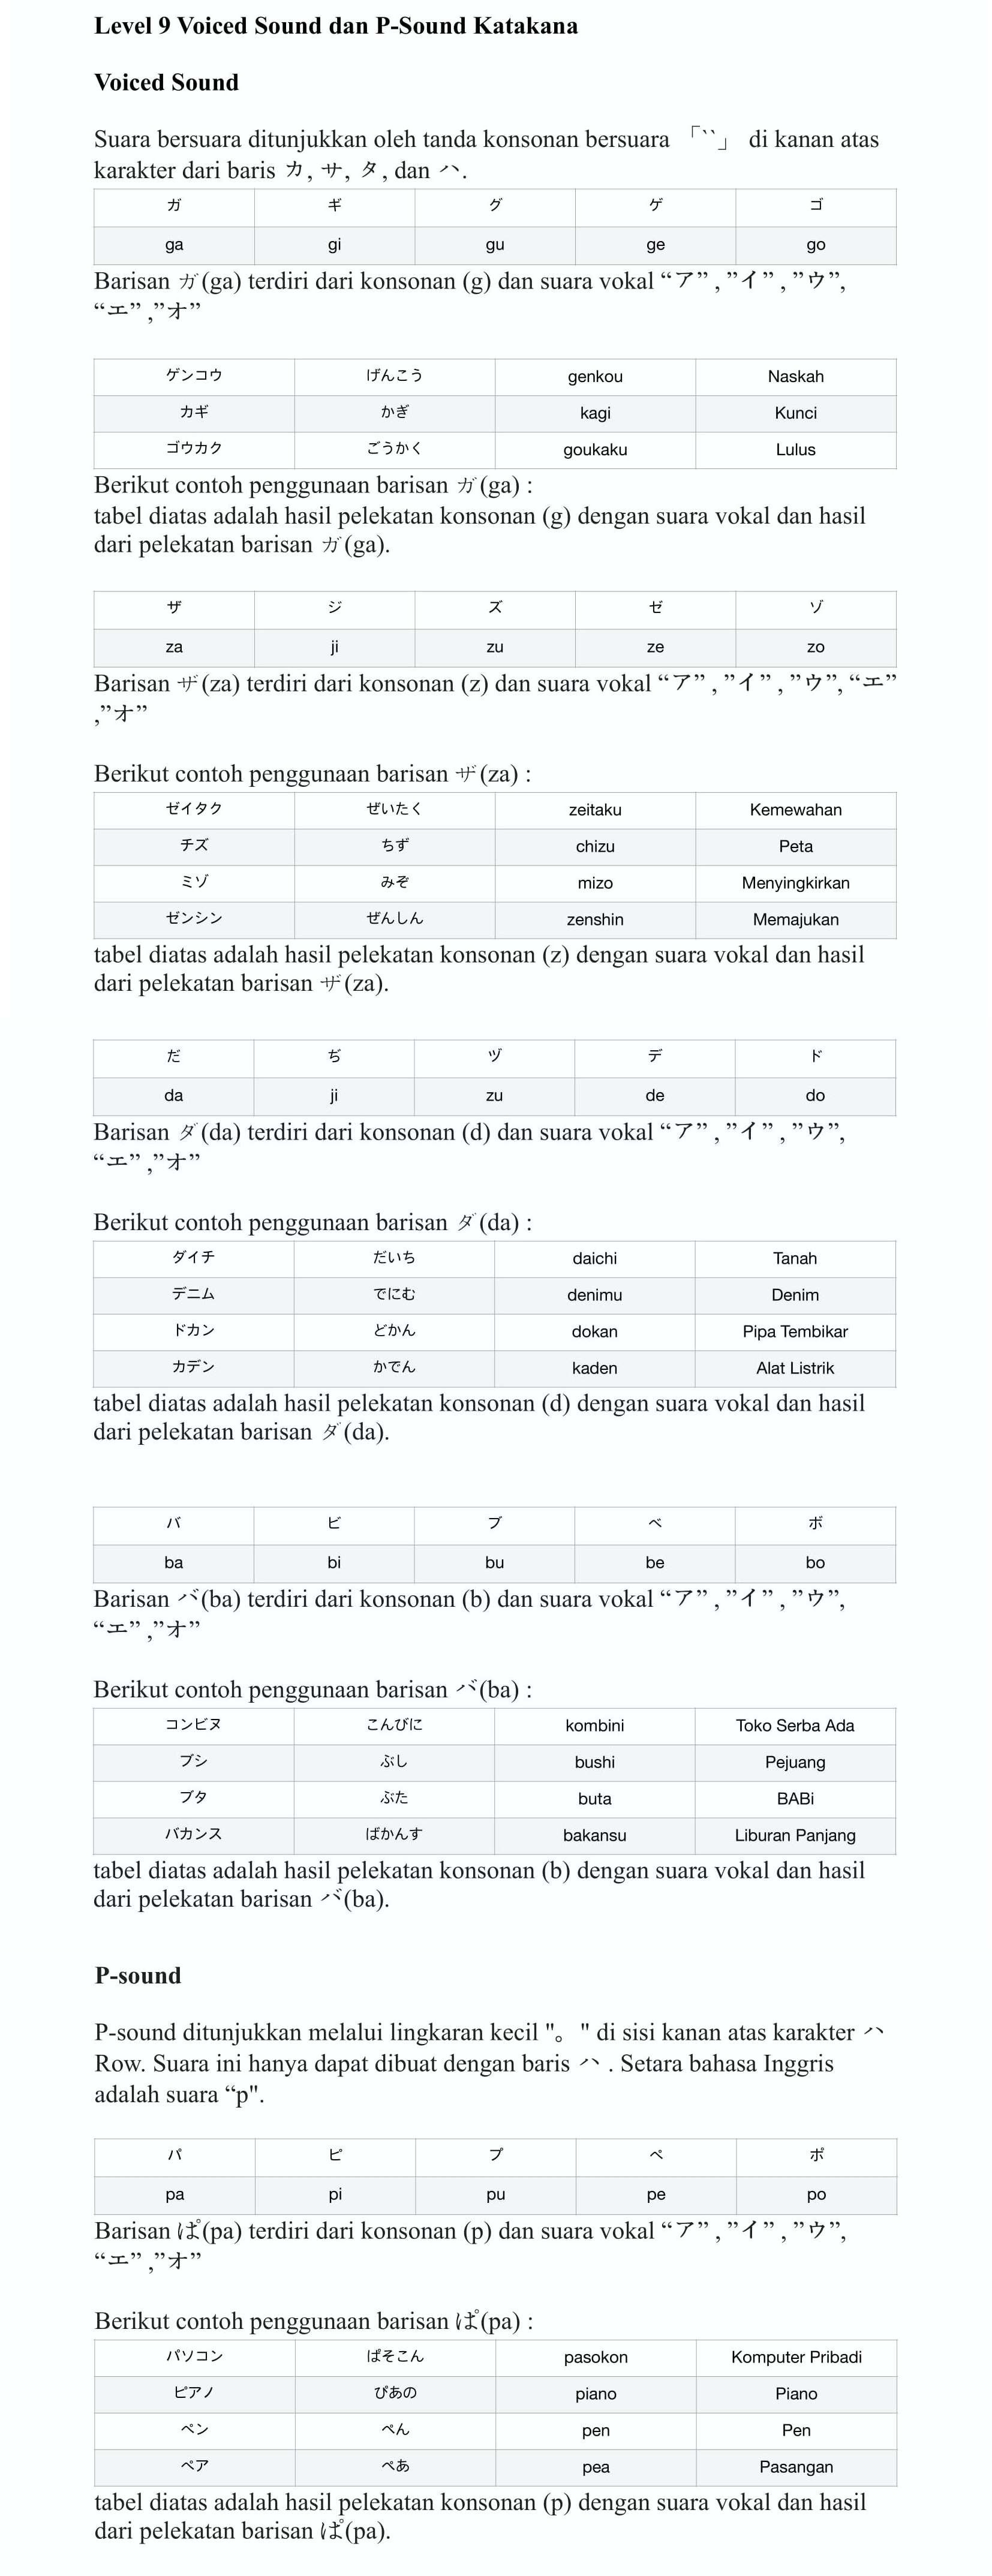 Level 9 Voiced Sound dan P-Sound Katakana
Voiced Sound
Suara bersuara ditunjukkan oleh tanda konsonan bersuara 「``」 di kanan atas
karakter dari baris カ, サ, タ, dan ハ.
ガ ギ グ ゲ ゴ
ga gi gu ge go
Barisan ガ(ga) terdiri dari konsonan (g) dan suara vokal “ア” , ”イ” , ”ウ”,
“エ” ,”オ”
ゲンコウ げんこう genkou Naskah
カギ かぎ kagi Kunci
ゴウカク ごうかく goukaku Lulus
Berikut contoh penggunaan barisan ガ(ga) :
tabel diatas adalah hasil pelekatan konsonan (g) dengan suara vokal dan hasil
dari pelekatan barisan ガ(ga).
ザ ジ ズ ゼ ゾ
za ji zu ze zo
Barisan ザ(za) terdiri dari konsonan (z) dan suara vokal “ア” , ”イ” , ”ウ”, “エ”
,”オ”
Berikut contoh penggunaan barisan ザ(za) :
ゼイタク ぜいたく zeitaku Kemewahan
チズ ちず chizu Peta
ミゾ みぞ mizo Menyingkirkan
ゼンシン ぜんしん zenshin Memajukan
tabel diatas adalah hasil pelekatan konsonan (z) dengan suara vokal dan hasil
dari pelekatan barisan ザ(za).
だ ぢ ヅ デ ド
da ji zu de do
Barisan ダ(da) terdiri dari konsonan (d) dan suara vokal “ア” , ”イ” , ”ウ”,
“エ” ,”オ”
Berikut contoh penggunaan barisan ダ(da) :
ダイチ だいち daichi Tanah
デニム でにむ denimu Denim
ドカン どかん dokan Pipa Tembikar
カデン かでん kaden Alat Listrik
tabel diatas adalah hasil pelekatan konsonan (d) dengan suara vokal dan hasil
dari pelekatan barisan ダ(da).
バ ビ ブ ベ ボ
ba bi bu be bo
Barisan バ(ba) terdiri dari konsonan (b) dan suara vokal “ア” , ”イ” , ”ウ”,
“エ” ,”オ”
Berikut contoh penggunaan barisan バ(ba) :
コンビヌ こんびに kombini Toko Serba Ada
ブシ ぶし bushi Pejuang
ブタ ぶた buta BABi
バカンス ばかんす bakansu Liburan Panjang
tabel diatas adalah hasil pelekatan konsonan (b) dengan suara vokal dan hasil
dari pelekatan barisan バ(ba).
P-sound
P-sound ditunjukkan melalui lingkaran kecil "。 " di sisi kanan atas karakter ハ
Row. Suara ini hanya dapat dibuat dengan baris ハ . Setara bahasa Inggris
adalah suara “p".
パ ピ プ ペ ポ
pa pi pu pe po
Barisan ぱ(pa) terdiri dari konsonan (p) dan suara vokal “ア” , ”イ” , ”ウ”,
“エ” ,”オ”
Berikut contoh penggunaan barisan ぱ(pa) :
パソコン ぱそこん pasokon Komputer Pribadi
ピアノ ぴあの piano Piano
ペン ぺん pen Pen
ペア ぺあ pea Pasangan
tabel diatas adalah hasil pelekatan konsonan (p) dengan suara vokal dan hasil
dari pelekatan barisan ぱ(pa).